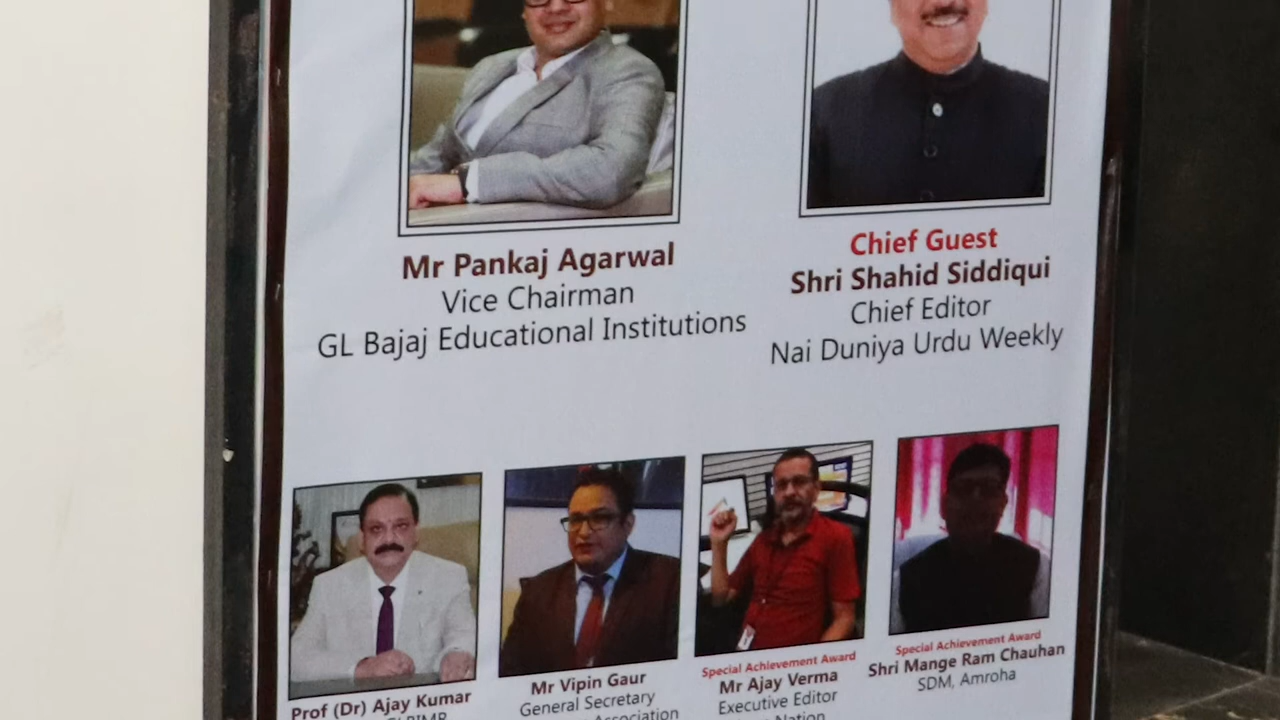 Mr Pankaj Agarwal
Vice Chairman
GL Bajaj Educational Institutions
Chief Guest
Shri Shahid Siddiqui
Chief Editor
Nai Duniya Urdu Weekly
Prof (Dr) Ajay Kumar
Mr Vipin Gaur
General Secretary
Association
Special Achievement Award
Mr Ajay Verma
Executive Editor
Nation
Special Achievement Award
Shri Mange Ram Chauhan
SDM, Amroha